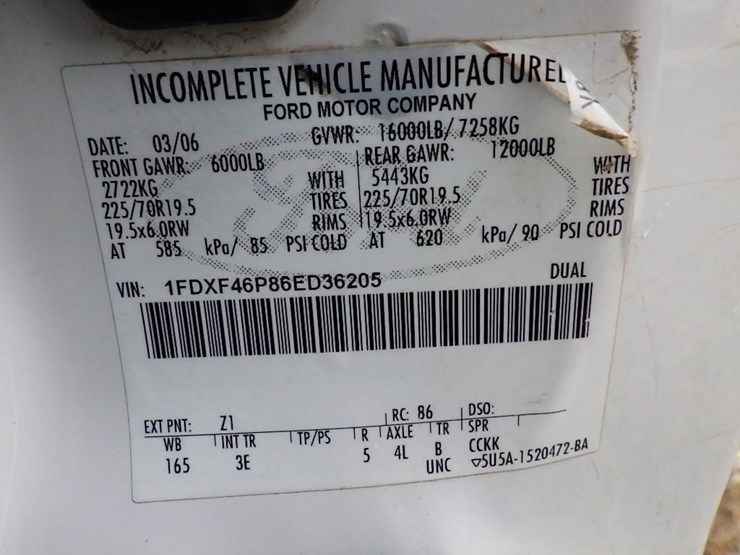 INCOMPLETE VEHICLE MANUFACTURE
FORD MOTOR COMPANY
DATE: 03/06 GVWR: 16000LB/ 7258KG
FRONT GAWR: 6000LB REAR GAWR: 12000LB
2722KG WITH 5443KG WITH
225/70R19.5 TIRES 225/70R19.5 TIRES
19.5x6.0RW RIMS 19.5x6.0RW RIMS
AT 585 kPa/ 85 PSI COLD AT 620 kPa/ 90 PSI COLD
VIN: 1FDXF46P86ED36205 DUAL
EXT PNT: Z1 RC: 86 DSO:
WB INT TR TP/PS R AXLE TR SPR
165 3E 5 4L B CCKK
UNC ▽5U5A-1520472-BA